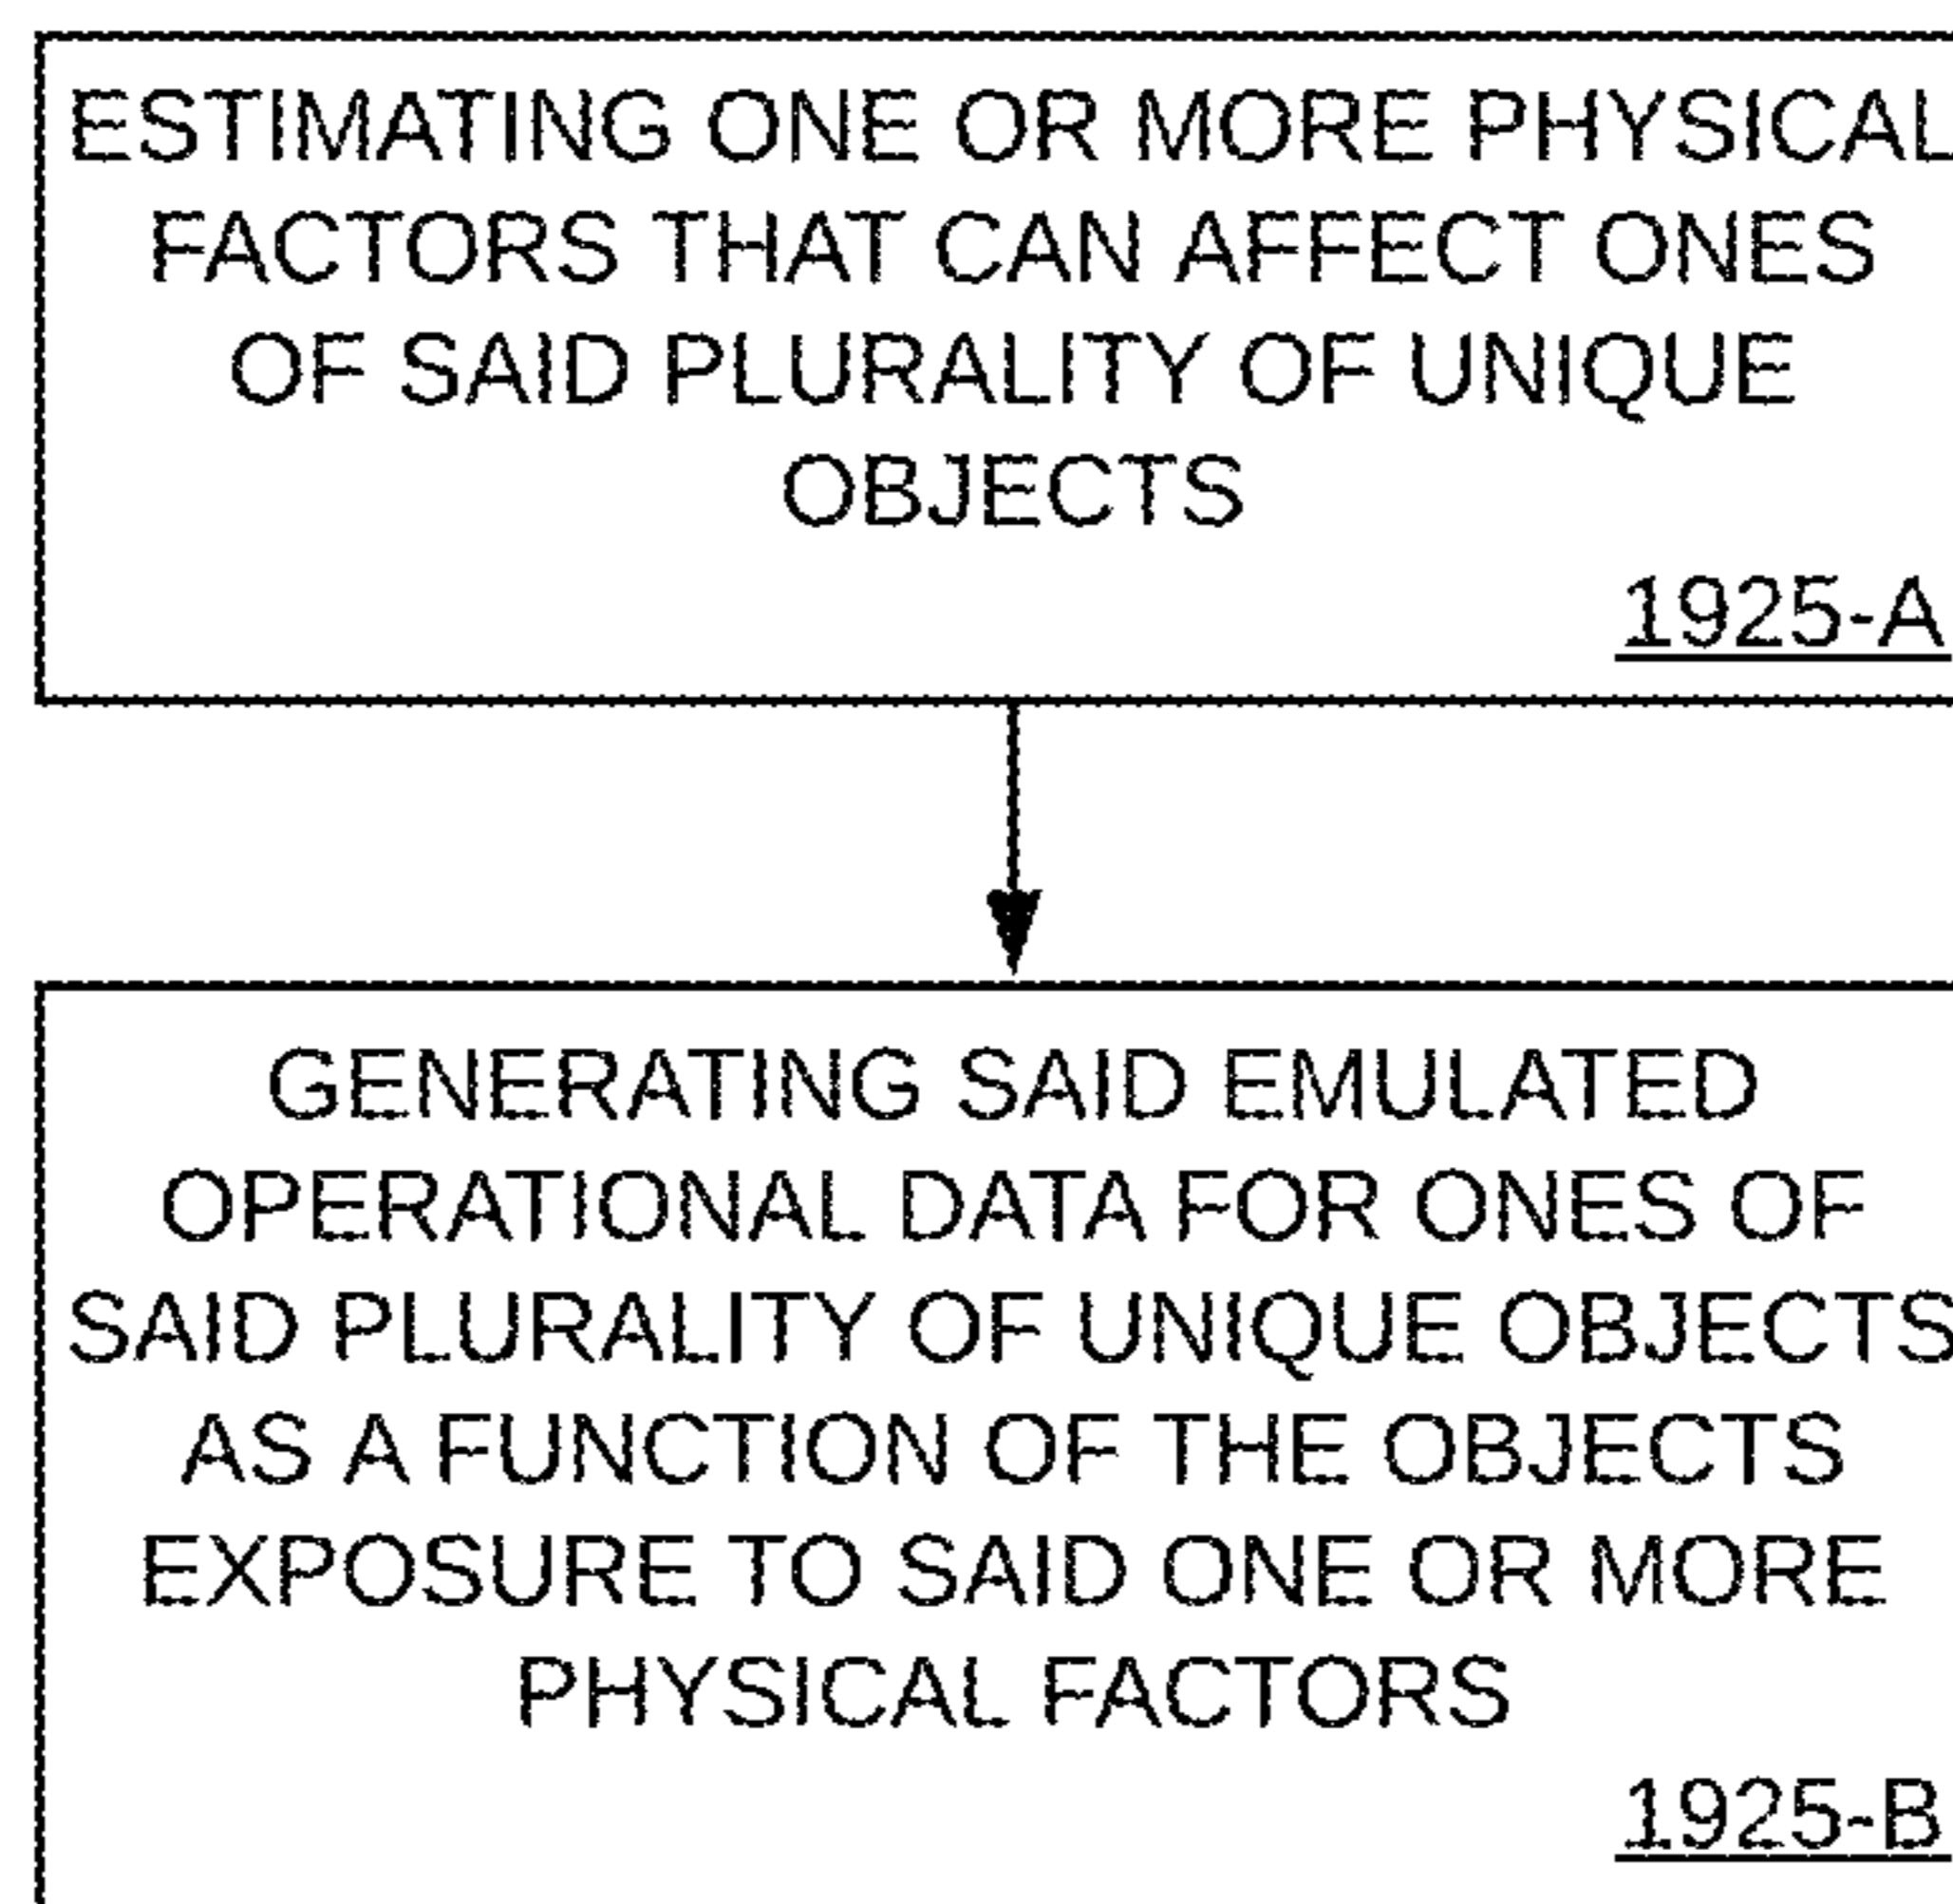 ESTIMATING ONE OR MORE PHYSICAL
FACTORS THAT CAN AFFECT ONES
OF SAID PLURALITY OF UNIQUE
OBJECTS
1925-A
GENERATING SAID EMULATED
OPERATIONAL DATA FOR ONES OF
SAID PLURALITY OF UNIQUE OBJECTS
AS A FUNCTION OF THE OBJECTS
EXPOSURE TO SAID ONE OR MORE
PHYSICAL FACTORS
1925-B